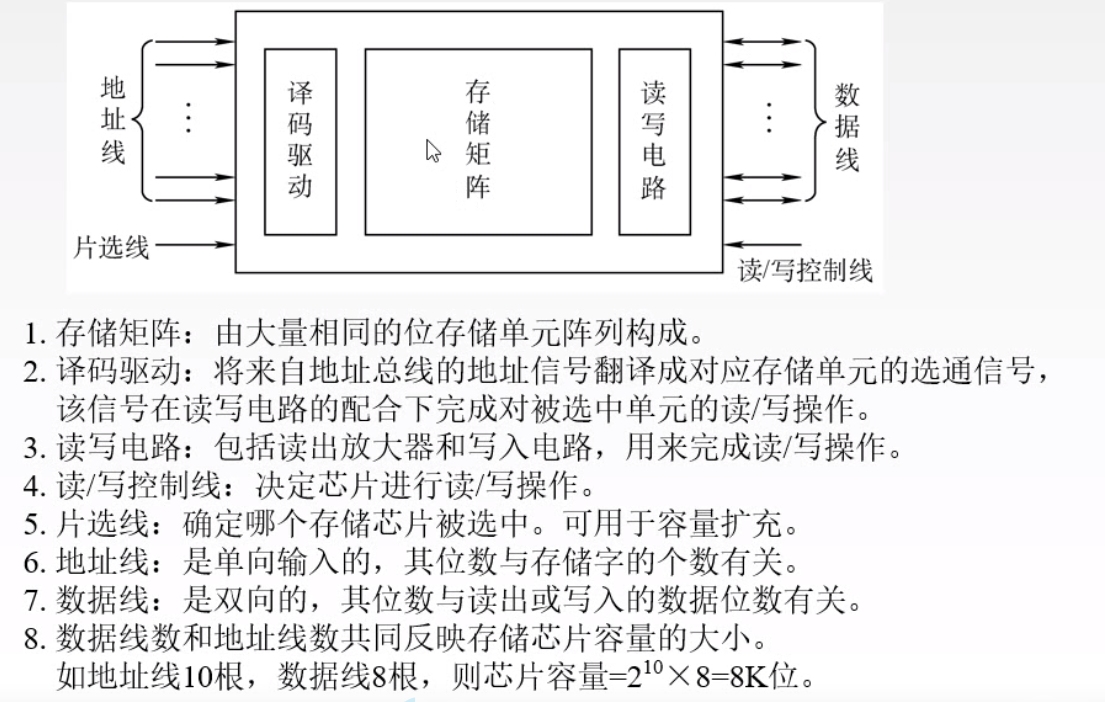 地址线
译码驱动
存储矩阵
读写电路
数据线
片选线
读/写控制线
1. 存储矩阵：由大量相同的位存储单元阵列构成。
2. 译码驱动：将来自地址总线的地址信号翻译成对应存储单元的选通信号，
该信号在读写电路的配合下完成对被选中单元的读/写操作。
3. 读写电路：包括读出放大器和写入电路，用来完成读/写操作。
4. 读/写控制线：决定芯片进行读/写操作。
5. 片选线：确定哪个存储芯片被选中。可用于容量扩充。
6. 地址线：是单向输入的，其位数与存储字的个数有关。
7. 数据线：是双向的，其位数与读出或写入的数据位数有关。
8. 数据线数和地址线数共同反映存储芯片容量的大小。
如地址线10根，数据线8根，则芯片容量=2¹⁰×8=8K位。